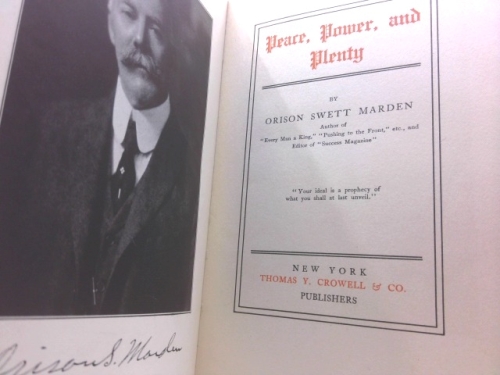 Orison S. Marden
Peace, Power, and
Plenty
BY
ORISON SWETT MARDEN
Author of
"Every Man a King," "Pushing to the Front," etc., and
Editor of "Success Magazine"
"Your ideal is a prophecy of
what you shall at last unveil."
NEW YORK
THOMAS Y. CROWELL & CO.
PUBLISHERS